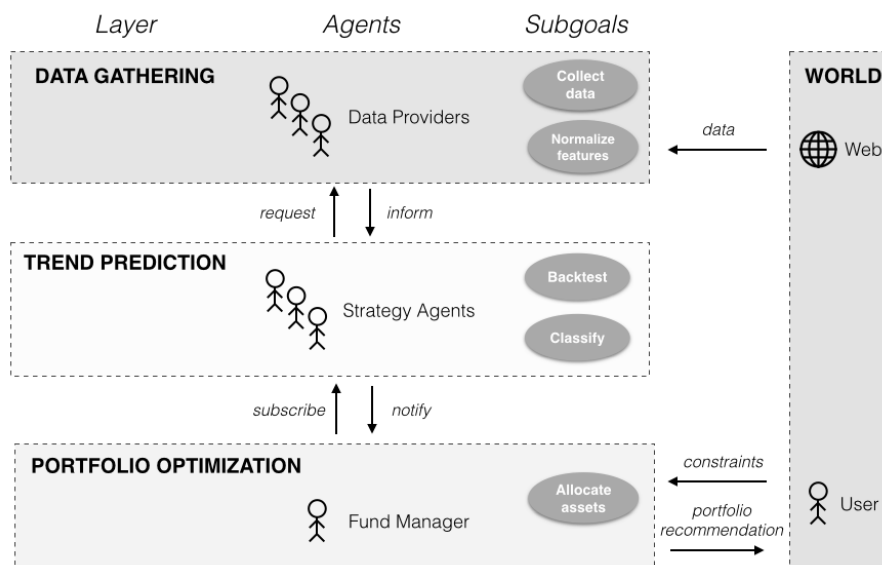 Layer
Agents
Subgoals
DATA GATHERING
Data Providers
Collect
data
Normalize
features
data
WORLD
Web
request
inform
TREND PREDICTION
Strategy Agents
Backtest
Classify
subscribe
notify
PORTFOLIO OPTIMIZATION
Fund Manager
Allocate
assets
constraints
portfolio
recommendation
User